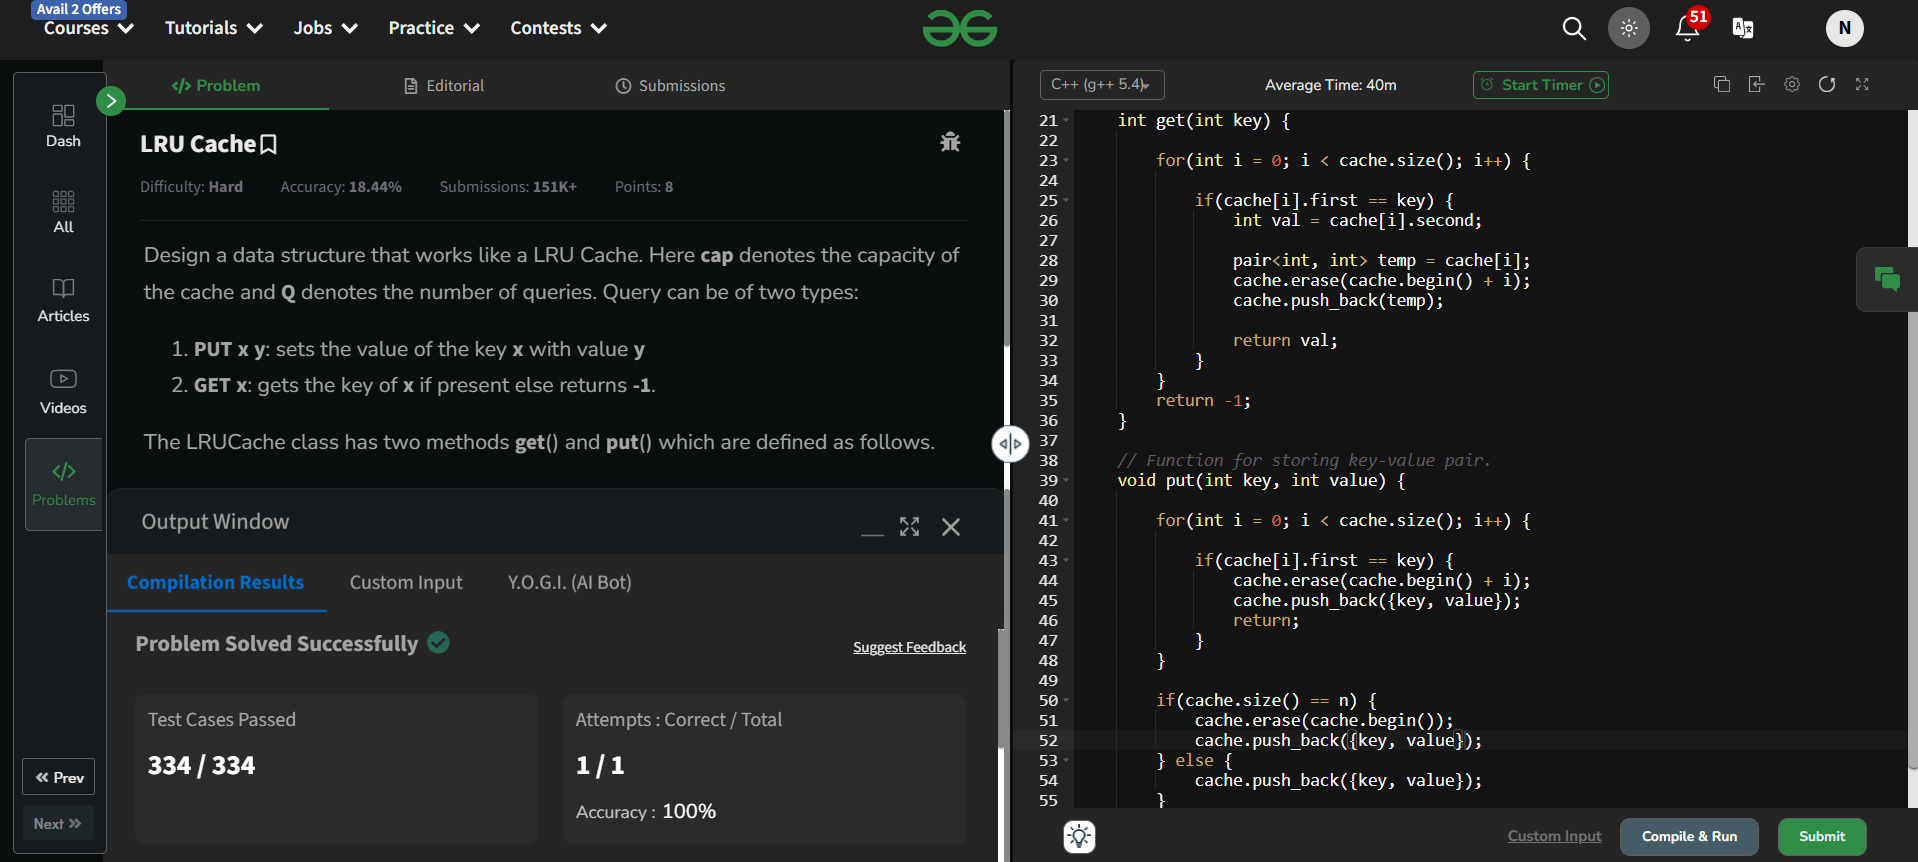 Avail 2 Offers
Courses Tutorials Jobs Practice Contests
51
N
Dash
All
Articles
Videos
Problems
Prev
Next
Problem Editorial Submissions
LRU Cache
Difficulty: Hard Accuracy: 18.44% Submissions: 151K+ Points: 8
Design a data structure that works like a LRU Cache. Here cap denotes the capacity of
the cache and Q denotes the number of queries. Query can be of two types:
1. PUT x y: sets the value of the key x with value y
2. GET x: gets the key of x if present else returns -1.
The LRUCache class has two methods get() and put() which are defined as follows.
Output Window
Compilation Results Custom Input Y.O.G.I. (AI Bot)
Problem Solved Successfully
Suggest Feedback
Test Cases Passed
334 / 334
Attempts : Correct / Total
1 / 1
Accuracy : 100%
C++ (g++ 5.4) Average Time: 40m Start Timer
21 int get(int key) {
22
23 for(int i = 0; i < cache.size(); i++) {
24
25 if(cache[i].first == key) {
26 int val = cache[i].second;
27
28 pair<int, int> temp = cache[i];
29 cache.erase(cache.begin() + i);
30 cache.push_back(temp);
31
32 return val;
33 }
34 }
35 return -1;
36 }
37
38 // Function for storing key-value pair.
39 void put(int key, int value) {
40
41 for(int i = 0; i < cache.size(); i++) {
42
43 if(cache[i].first == key) {
44 cache.erase(cache.begin() + i);
45 cache.push_back({key, value});
46 return;
47 }
48 }
49
50 if(cache.size() == n) {
51 cache.erase(cache.begin());
52 cache.push_back({key, value});
53 } else {
54 cache.push_back({key, value});
55 }
Custom Input Compile & Run Submit